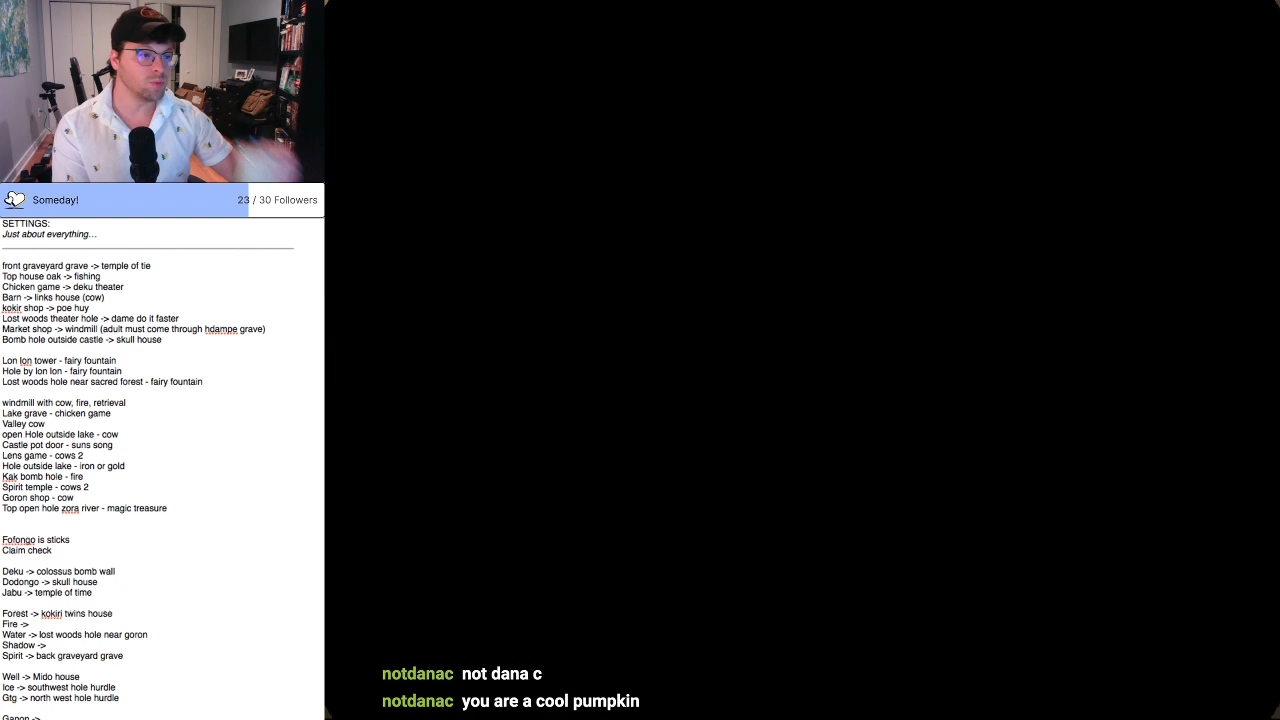 Someday!
23 / 30 Followers
SETTINGS:
Just about everything...
front graveyard grave -> temple of tie
Top house oak -> fishing
Chicken game -> deku theater
Barn -> links house (cow)
kokir shop -> poe huy
Lost woods theater hole -> dame do it faster
Market shop -> windmill (adult must come through hdampe grave)
Bomb hole outside castle -> skull house
Lon lon tower - fairy fountain
Hole by lon lon - fairy fountain
Lost woods hole near sacred forest - fairy fountain
windmill with cow, fire, retrieval
Lake grave - chicken game
Valley cow
open Hole outside lake - cow
Castle pot door - suns song
Lens game - cows 2
Hole outside lake - iron or gold
Kak bomb hole - fire
Spirit temple - cows 2
Goron shop - cow
Top open hole zora river - magic treasure
Fofongo is sticks
Claim check
Deku -> colossus bomb wall
Dodongo -> skull house
Jabu -> temple of time
Forest -> kokiri twins house
Fire ->
Water -> lost woods hole near goron
Shadow ->
Spirit -> back graveyard grave
Well -> Mido house
Ice -> southwest hole hurdle
Gtg -> north west hole hurdle
Ganon ->
notdanac not dana c
notdanac you are a cool pumpkin